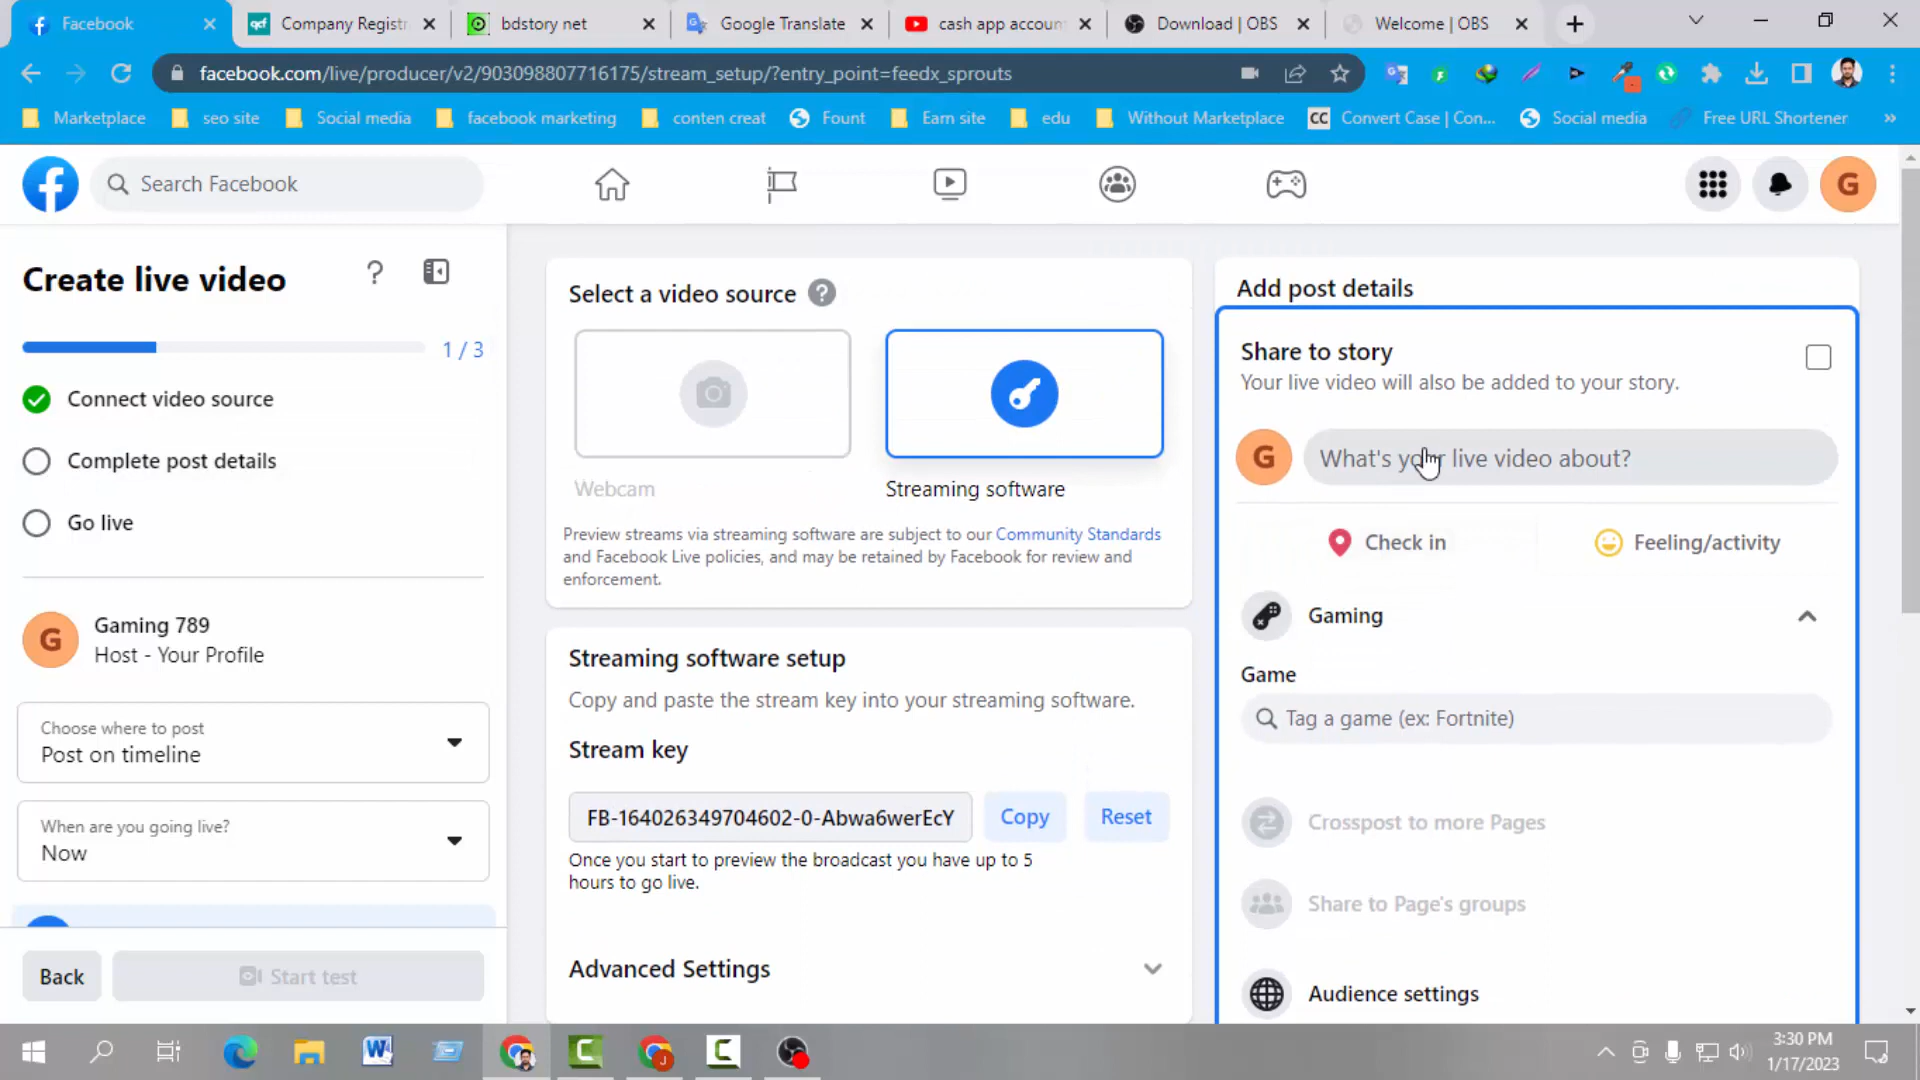 Facebook
Company Registr
bdstory net
Google Translate
cash app accoun
Download | OBS
Welcome | OBS
facebook.com/live/producer/v2/903098807716175/stream_setup/?entry_point=feedx_sprouts
Marketplace
seo site
Social media
facebook marketing
conten creat
Fount
Earn site
edu
Without Marketplace
CC Convert Case | Con...
Social media
Free URL Shortener
Search Facebook
G
Create live video
1 / 3
Connect video source
Complete post details
Go live
G
Gaming 789
Host - Your Profile
Choose where to post
Post on timeline
When are you going live?
Now
Back
Start test
Select a video source
Webcam
Streaming software
Preview streams via streaming software are subject to our Community Standards
and Facebook Live policies, and may be retained by Facebook for review and
enforcement.
Streaming software setup
Copy and paste the stream key into your streaming software.
Stream key
FB-164026349704602-0-Abwa6werEcY
Copy
Reset
Once you start to preview the broadcast you have up to 5
hours to go live.
Advanced Settings
Add post details
Share to story
Your live video will also be added to your story.
G
What's your live video about?
Check in
Feeling/activity
Gaming
Game
Tag a game (ex: Fortnite)
Crosspost to more Pages
Share to Page's groups
Audience settings
3:30 PM
1/17/2023